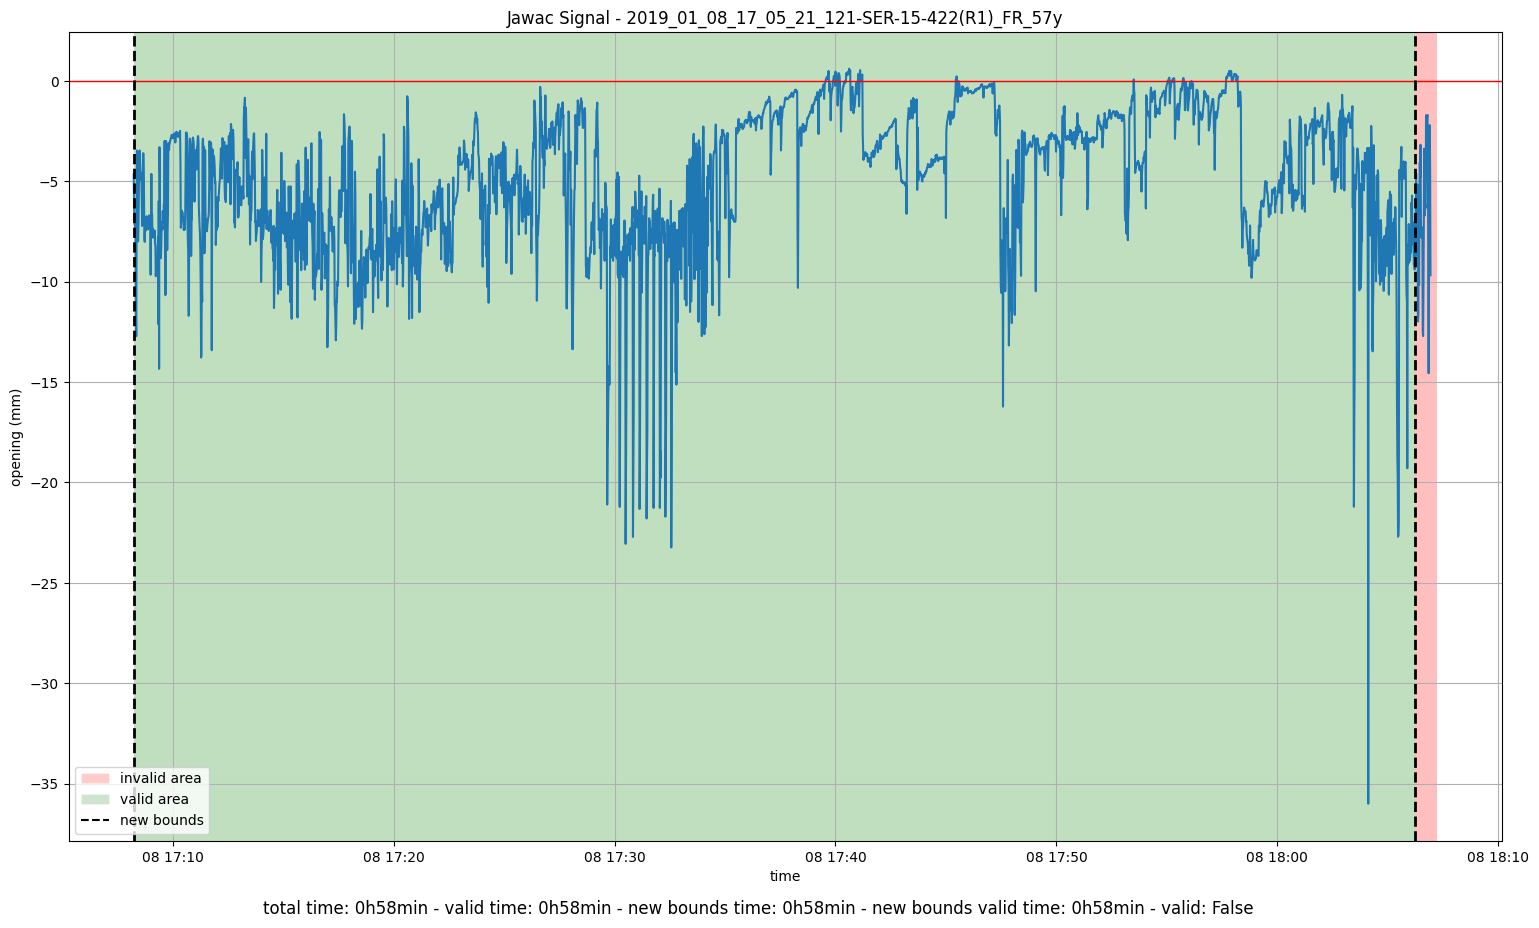 Jawac Signal - 2019_01_08_17_05_21_121-SER-15-422(R1)_FR_57y
opening (mm)
0
−5
−10
−15
−20
−25
−30
−35
invalid area
valid area
new bounds
08 17:10 08 17:20 08 17:30 08 17:40 08 17:50 08 18:00 08 18:10
time
total time: 0h58min - valid time: 0h58min - new bounds time: 0h58min - new bounds valid time: 0h58min - valid: False